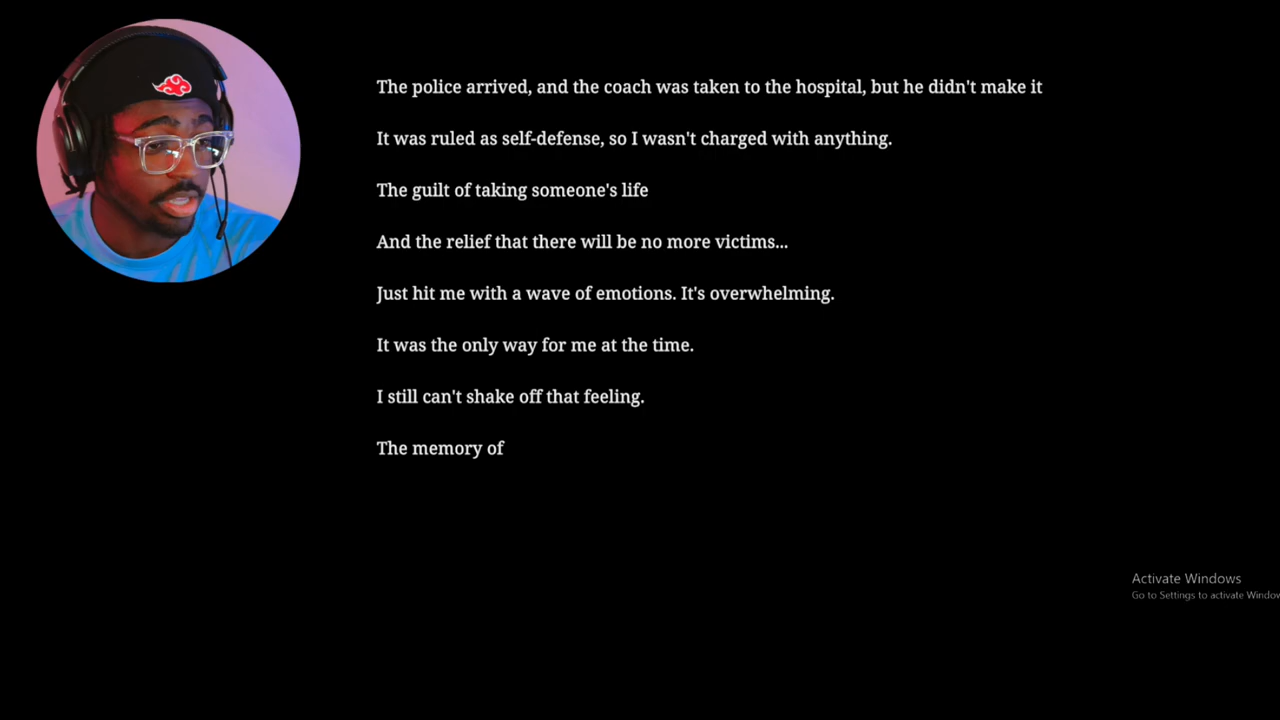 The police arrived, and the coach was taken to the hospital, but he didn't make it
It was ruled as self-defense, so I wasn't charged with anything.
The guilt of taking someone's life
And the relief that there will be no more victims...
Just hit me with a wave of emotions. It's overwhelming.
It was the only way for me at the time.
I still can't shake off that feeling.
The memory of
Activate Windows
Go to Settings to activate Window